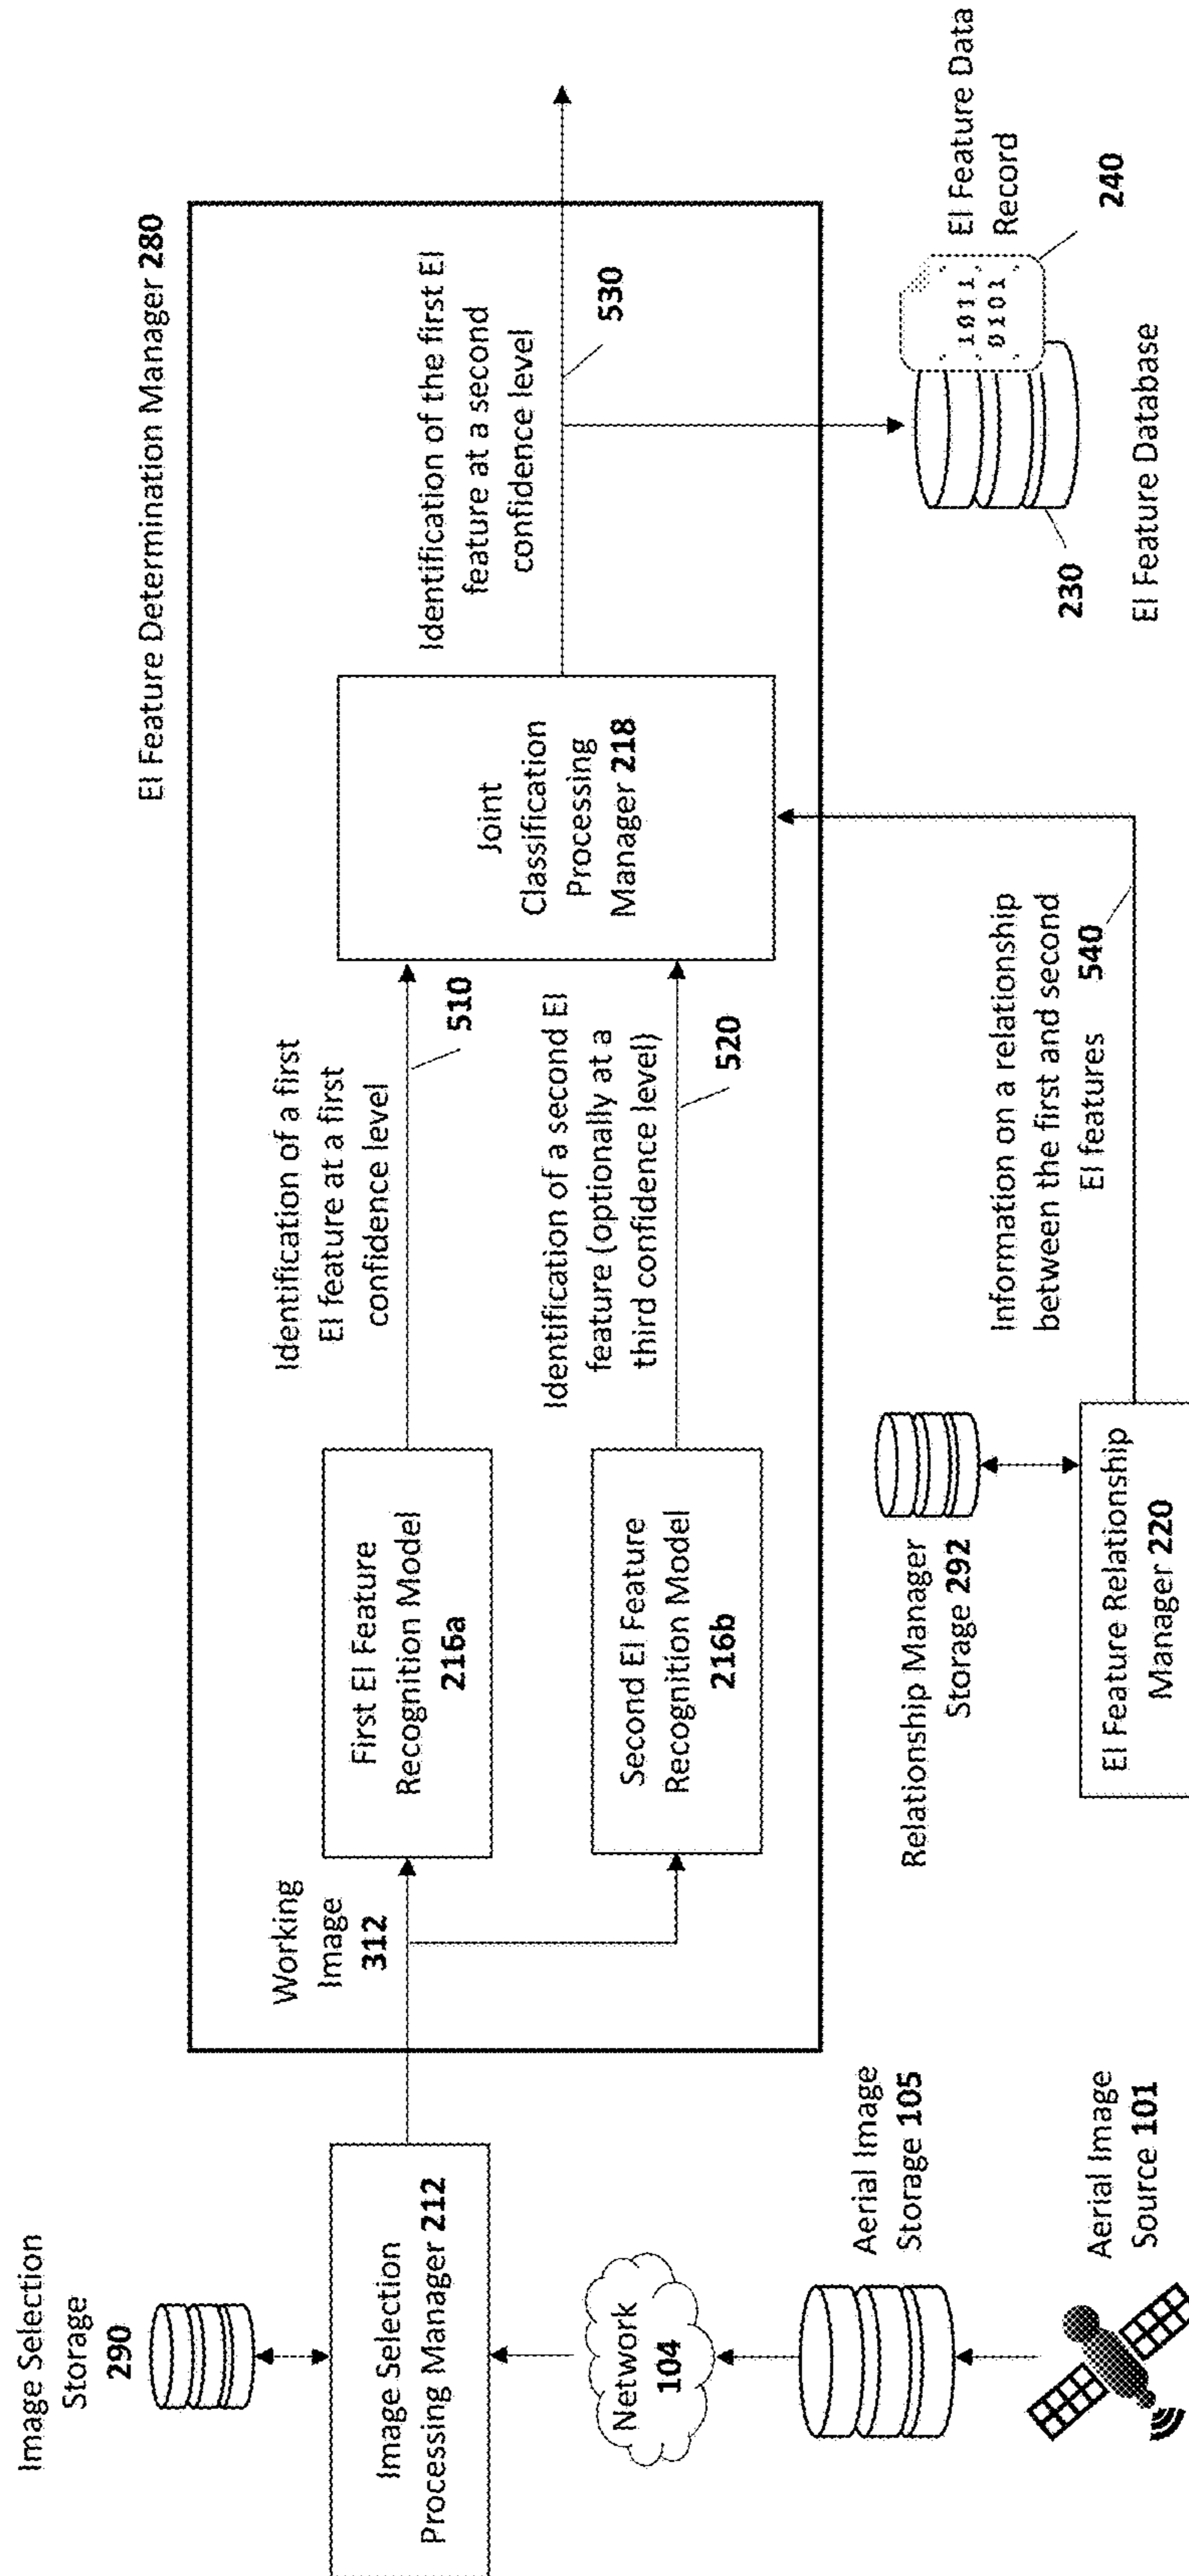 EI Feature Determination Manager 280
Image Selection
Storage
290
Image Selection
Processing Manager 212
Network
104
Aerial Image
Storage 105
Aerial Image
Source 101
Working
Image
312
First EI Feature
Recognition Model
216a
Second EI Feature
Recognition Model
216b
Identification of a first
EI feature at a first
confidence level
510
Identification of a second EI
feature (optionally at a
third confidence level)
520
Joint
Classification
Processing
Manager 218
Identification of the first EI
feature at a second
confidence level
530
Relationship Manager
Storage 292
EI Feature Relationship
Manager 220
Information on a relationship
between the first and second
EI features 540
230
EI Feature Database
1011
0101
EI Feature Data
Record
240